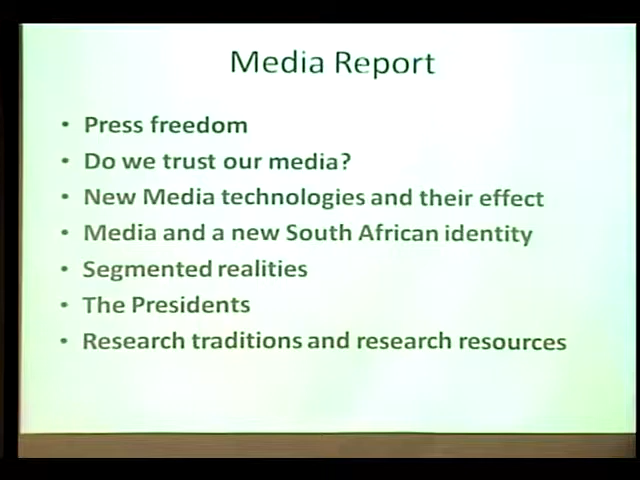 Media Report
• Press freedom
• Do we trust our media?
• New Media technologies and their effect
• Media and a new South African identity
• Segmented realities
• The Presidents
• Research traditions and research resources